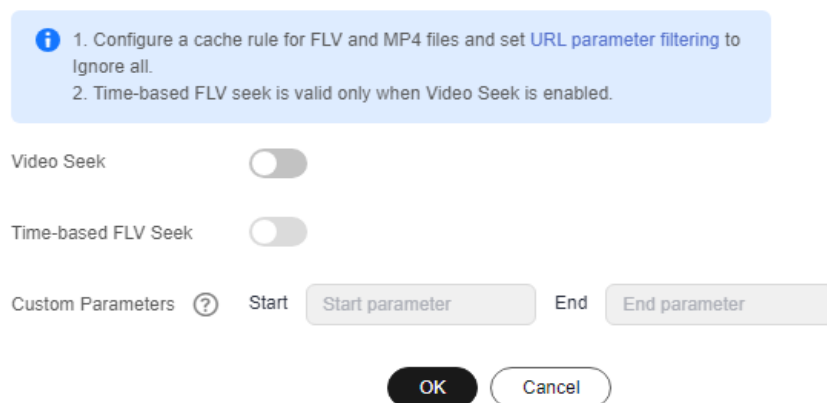 1. Configure a cache rule for FLV and MP4 files and set URL parameter filtering to
Ignore all.
2. Time-based FLV seek is valid only when Video Seek is enabled.
Video Seek
Time-based FLV Seek
Custom Parameters ? Start Start parameter End End parameter
OK Cancel